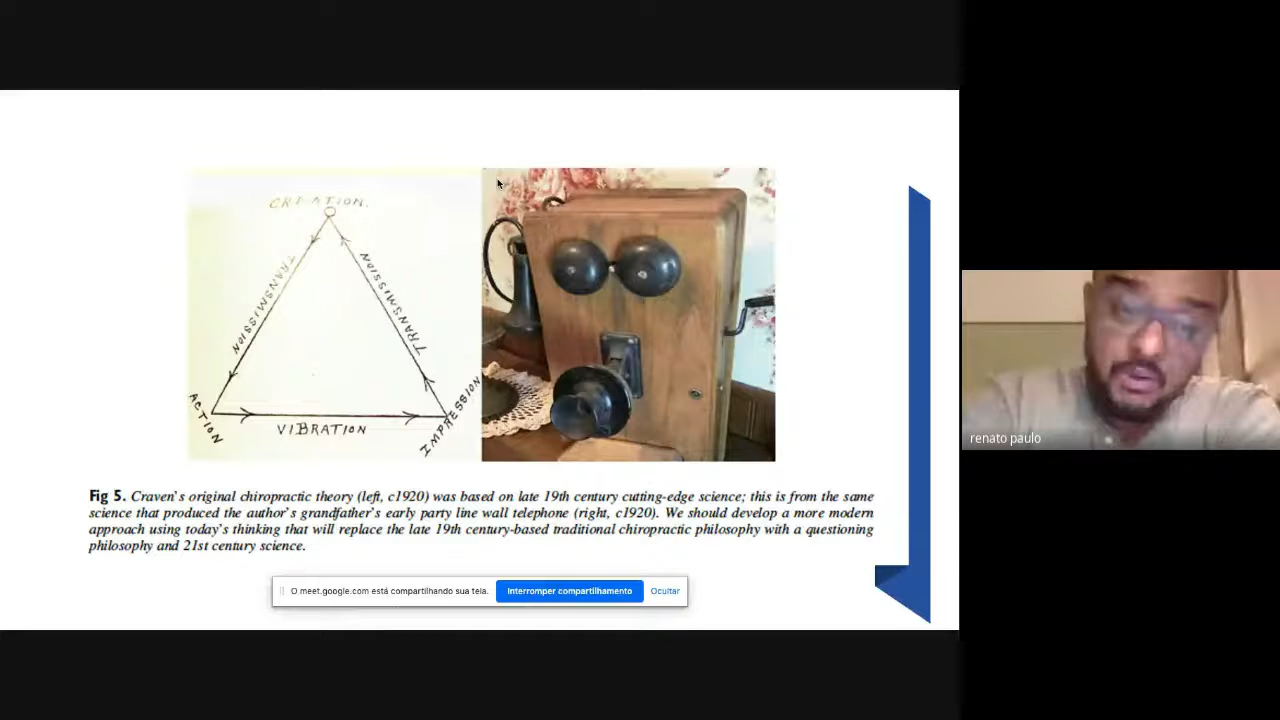 CREATION.
TRANSMISSION
TRANSMISSION
ACTION
VIBRATION
IMPRESSION
Fig 5. Craven's original chiropractic theory (left, c1920) was based on late 19th century cutting-edge science; this is from the same
science that produced the author's grandfather's early party line wall telephone (right, c1920). We should develop a more modern
approach using today's thinking that will replace the late 19th century-based traditional chiropractic philosophy with a questioning
philosophy and 21st century science.
O meet.google.com está compartilhando sua tela.
Interromper compartilhamento
Ocultar
renato paulo